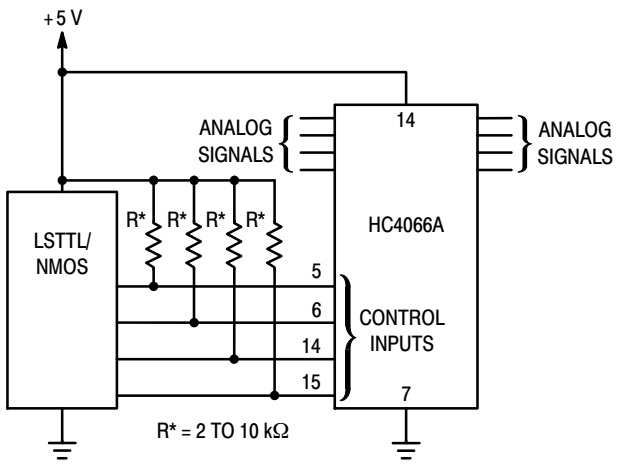 +5 V
ANALOG
SIGNALS
14
ANALOG
SIGNALS
R*
R*
R*
R*
HC4066A
LSTTL/
NMOS
5
6
CONTROL
INPUTS
14
15
7
R* = 2 TO 10 kΩ